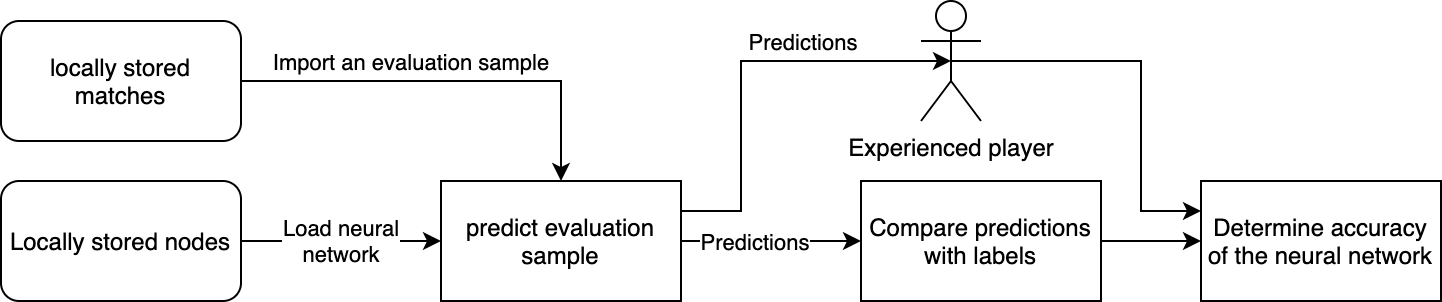 locally stored
matches
Import an evaluation sample
Predictions
Experienced player
Locally stored nodes
Load neural
network
predict evaluation
sample
Predictions
Compare predictions
with labels
Determine accuracy
of the neural network